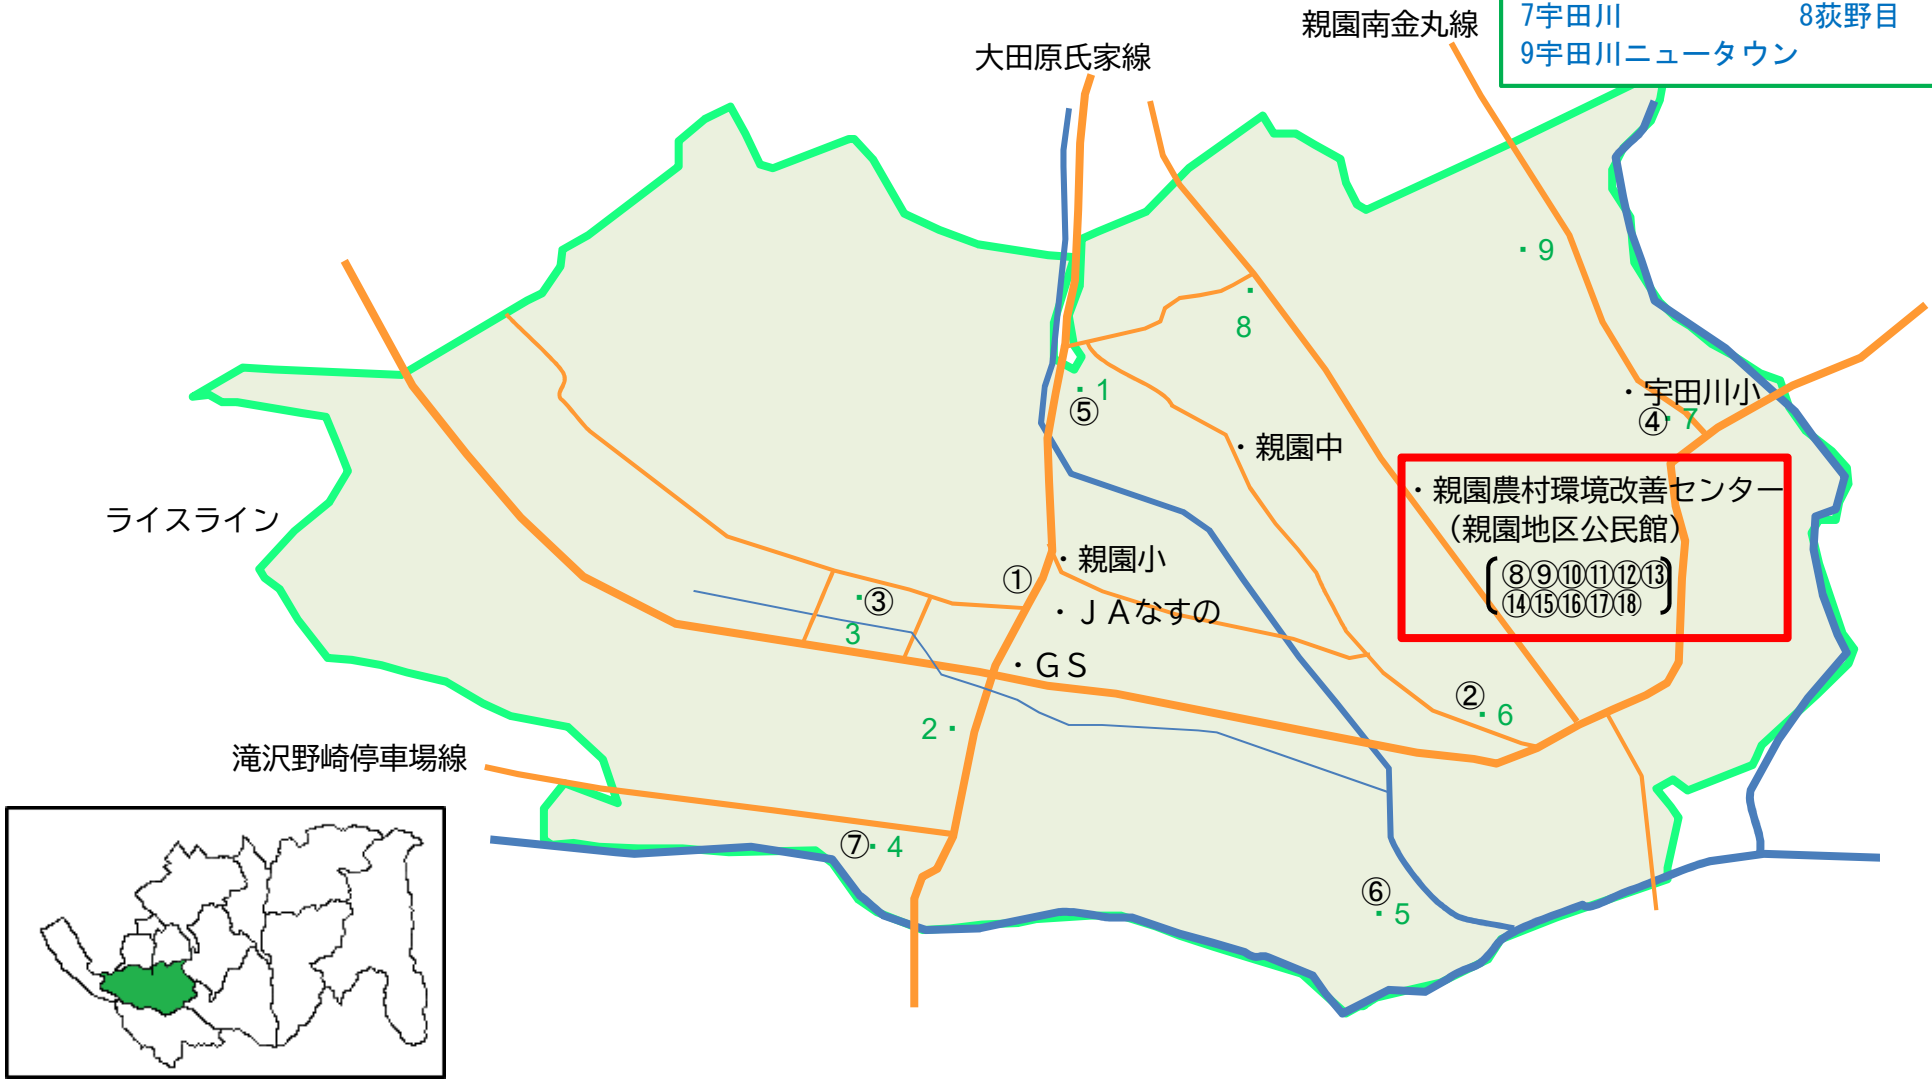 親園南金丸線
7宇田川 8荻野目
9宇田川ニュータウン
大田原氏家線
・9
・
8
・1
⑤
・宇田川小
④・7
・親園中
・親園農村環境改善センター
（親園地区公民館）
⑧⑨⑩⑪⑫⑬
⑭⑮⑯⑰⑱
ライスライン
・親園小
①
・③
3
・ＪＡなすの
・ＧＳ
②
・6
2・
滝沢野崎停車場線
⑦・4
⑥
・5